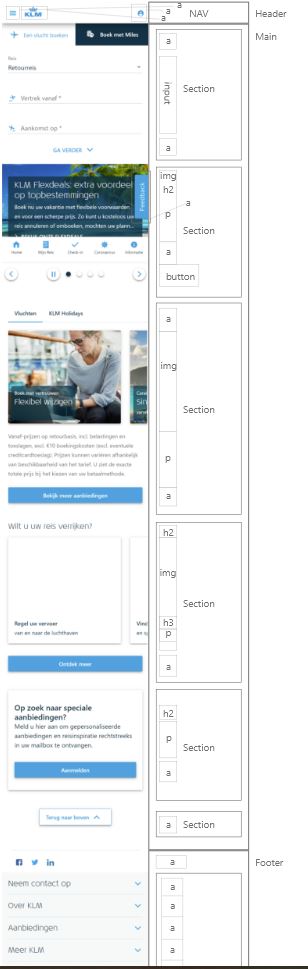 KLM
Een vlucht boeken
Boek met Miles
Reis
Retourreis
Vertrek vanaf *
Aankomst op *
GA VERDER
KLM Flexdeals: extra voordeel
op topbestemmingen
Boek nu uw vakantie met flexibele voorwaarden
en voor een scherpe prijs. Zo kunt u kosteloos uw
reis annuleren of omboeken, mochten uw plann...
Feedback
Home
Mijn Reis
Check-in
Coronavirus
Informatie
Vluchten
KLM Holidays
Boek met vertrouwen
Flexibel wijzigen
Vanaf-prijzen op retourbasis, incl. belastingen en
toeslagen, excl. €10 boekingskosten (excl. eventuele
creditcardtoeslag). Prijzen kunnen variëren afhankelijk
van beschikbaarheid van het tarief. U ziet de exacte
totale prijs bij het kiezen van uw betaalmethode.
Bekijk meer aanbiedingen
Wilt u uw reis verrijken?
Regel uw vervoer
van en naar de luchthaven
Ontdek meer
Op zoek naar speciale
aanbiedingen?
Meld u hier aan om gepersonaliseerde
aanbiedingen en reisinspiratie rechtstreeks
in uw mailbox te ontvangen.
Aanmelden
Terug naar boven
Neem contact op
Over KLM
Aanbiedingen
Meer KLM
a
a
a
NAV
Header
Main
a
input
Section
a
img
h2
p
a
Section
a
button
a
img
Section
p
a
h2
img
Section
h3
p
a
h2
p
Section
a
a
Section
a
Footer
a
a
a
a